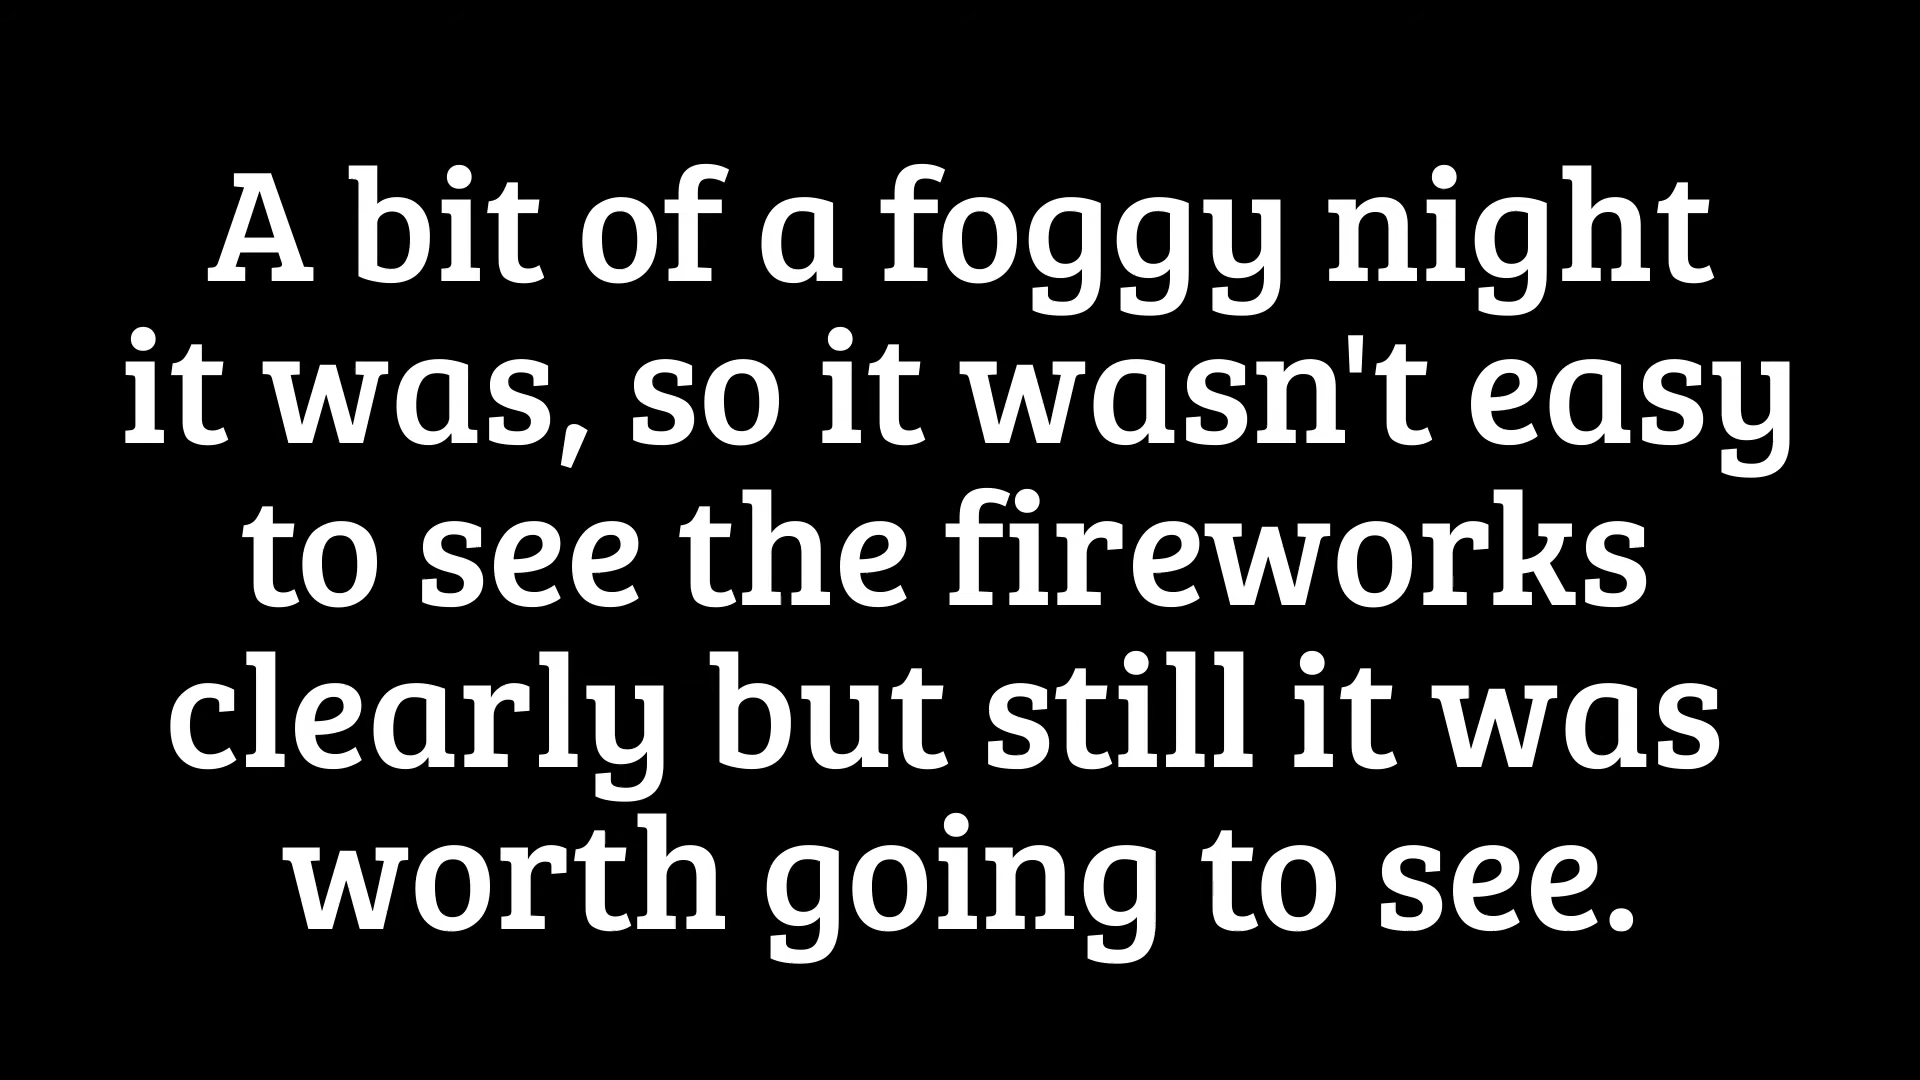 A bit of a foggy night
it was, so it wasn't easy
to see the fireworks
clearly but still it was
worth going to see.